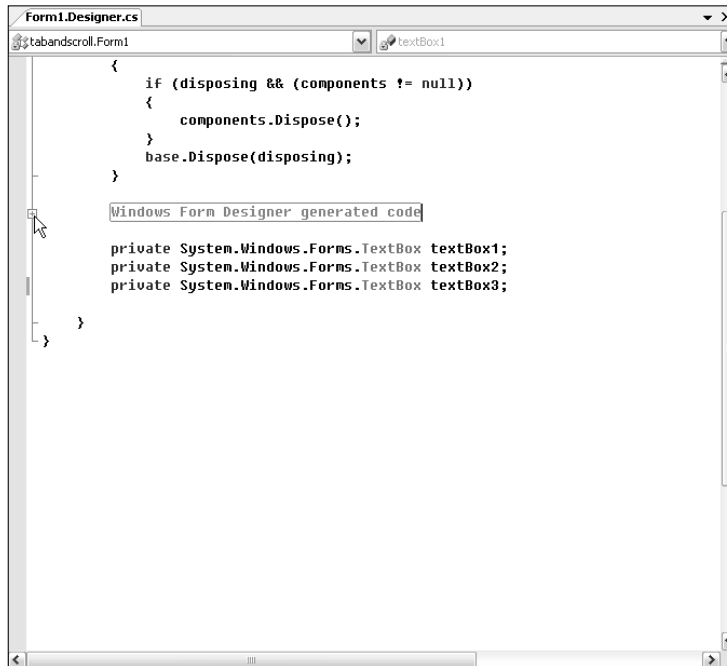 Form1.Designer.cs
tabandscroll.Form1
textBox1
{
if (disposing && (components != null))
{
components.Dispose();
}
base.Dispose(disposing);
}
Windows Form Designer generated code
private System.Windows.Forms.TextBox textBox1;
private System.Windows.Forms.TextBox textBox2;
private System.Windows.Forms.TextBox textBox3;
}
}